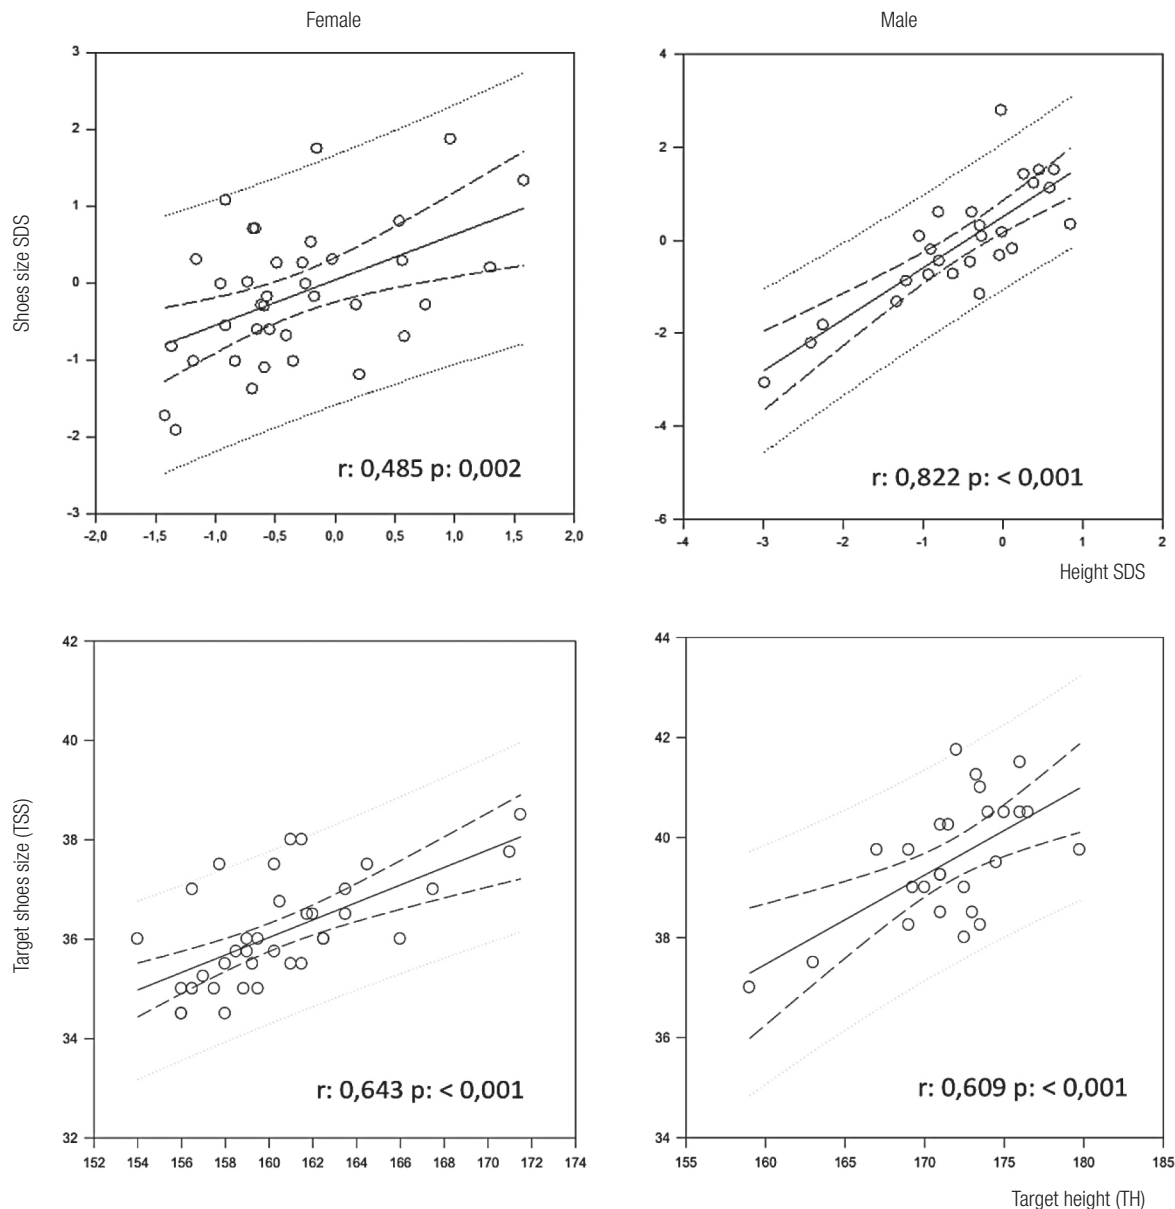 Female
Male
Shoes size SDS
3
2
1
0
-1
-2
-3
r: 0,485 p: 0,002
-2,0 -1,5 -1,0 -0,5 0,0 0,5 1,0 1,5 2,0
4
2
0
-2
-4
-6
r: 0,822 p: < 0,001
-4 -3 -2 -1 0 1 2
Height SDS
Target shoes size (TSS)
42
40
38
36
34
32
r: 0,643 p: < 0,001
152 154 156 158 160 162 164 166 168 170 172 174
44
42
40
38
36
34
r: 0,609 p: < 0,001
155 160 165 170 175 180 185
Target height (TH)